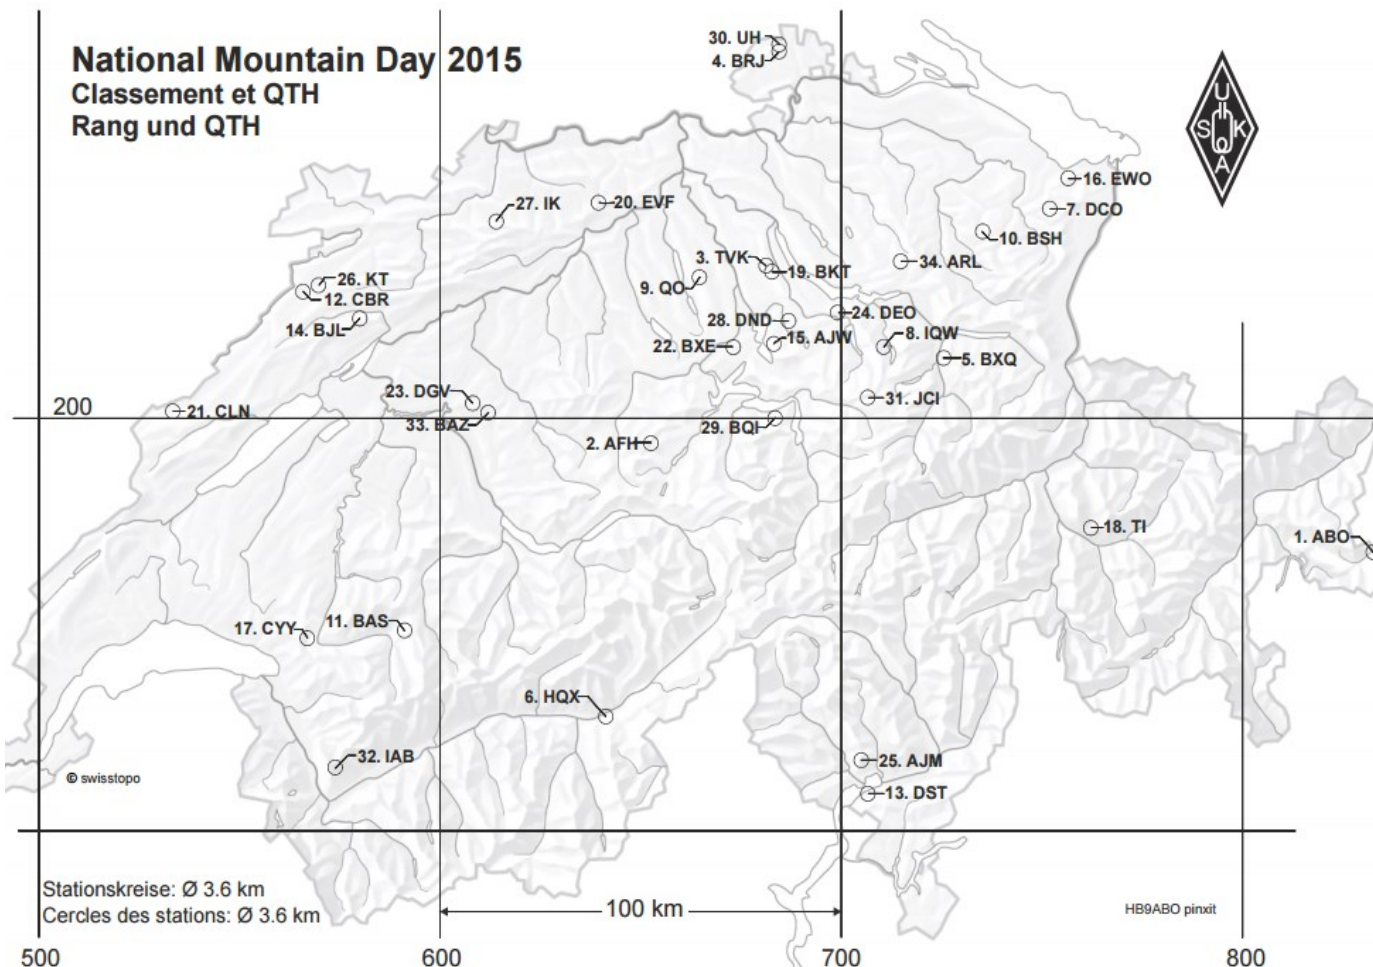 National Mountain Day 2015
Classement et QTH
Rang und QTH
30. UH
4. BRJ
U
S K
O
A
16. EWO
27. IK
20. EVF
7. DCO
10. BSH
3. TVK
19. BKT
34. ARL
26. KT
9. QO
12. CBR
24. DEO
28. DND
14. BJL
15. AJW
8. IQW
22. BXE
5. BXQ
23. DGV
31. JCI
200
21. CLN
33. BAZ
29. BQI
2. AFH
18. TI
1. ABO
11. BAS
17. CYY
6. HQX
32. IAB
25. AJM
© swisstopo
13. DST
Stationskreise: Ø 3.6 km
Cercles des stations: Ø 3.6 km
100 km
HB9ABO pinxit
500 600 700 800